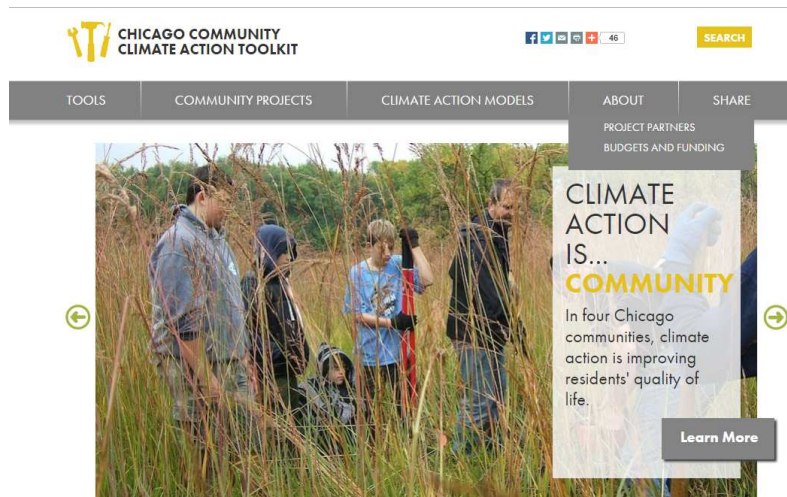 CHICAGO COMMUNITY
CLIMATE ACTION TOOLKIT
46
SEARCH
TOOLS
COMMUNITY PROJECTS
CLIMATE ACTION MODELS
ABOUT
SHARE
PROJECT PARTNERS
BUDGETS AND FUNDING
CLIMATE
ACTION
IS...
COMMUNITY
In four Chicago
communities, climate
action is improving
residents' quality of
life.
Learn More